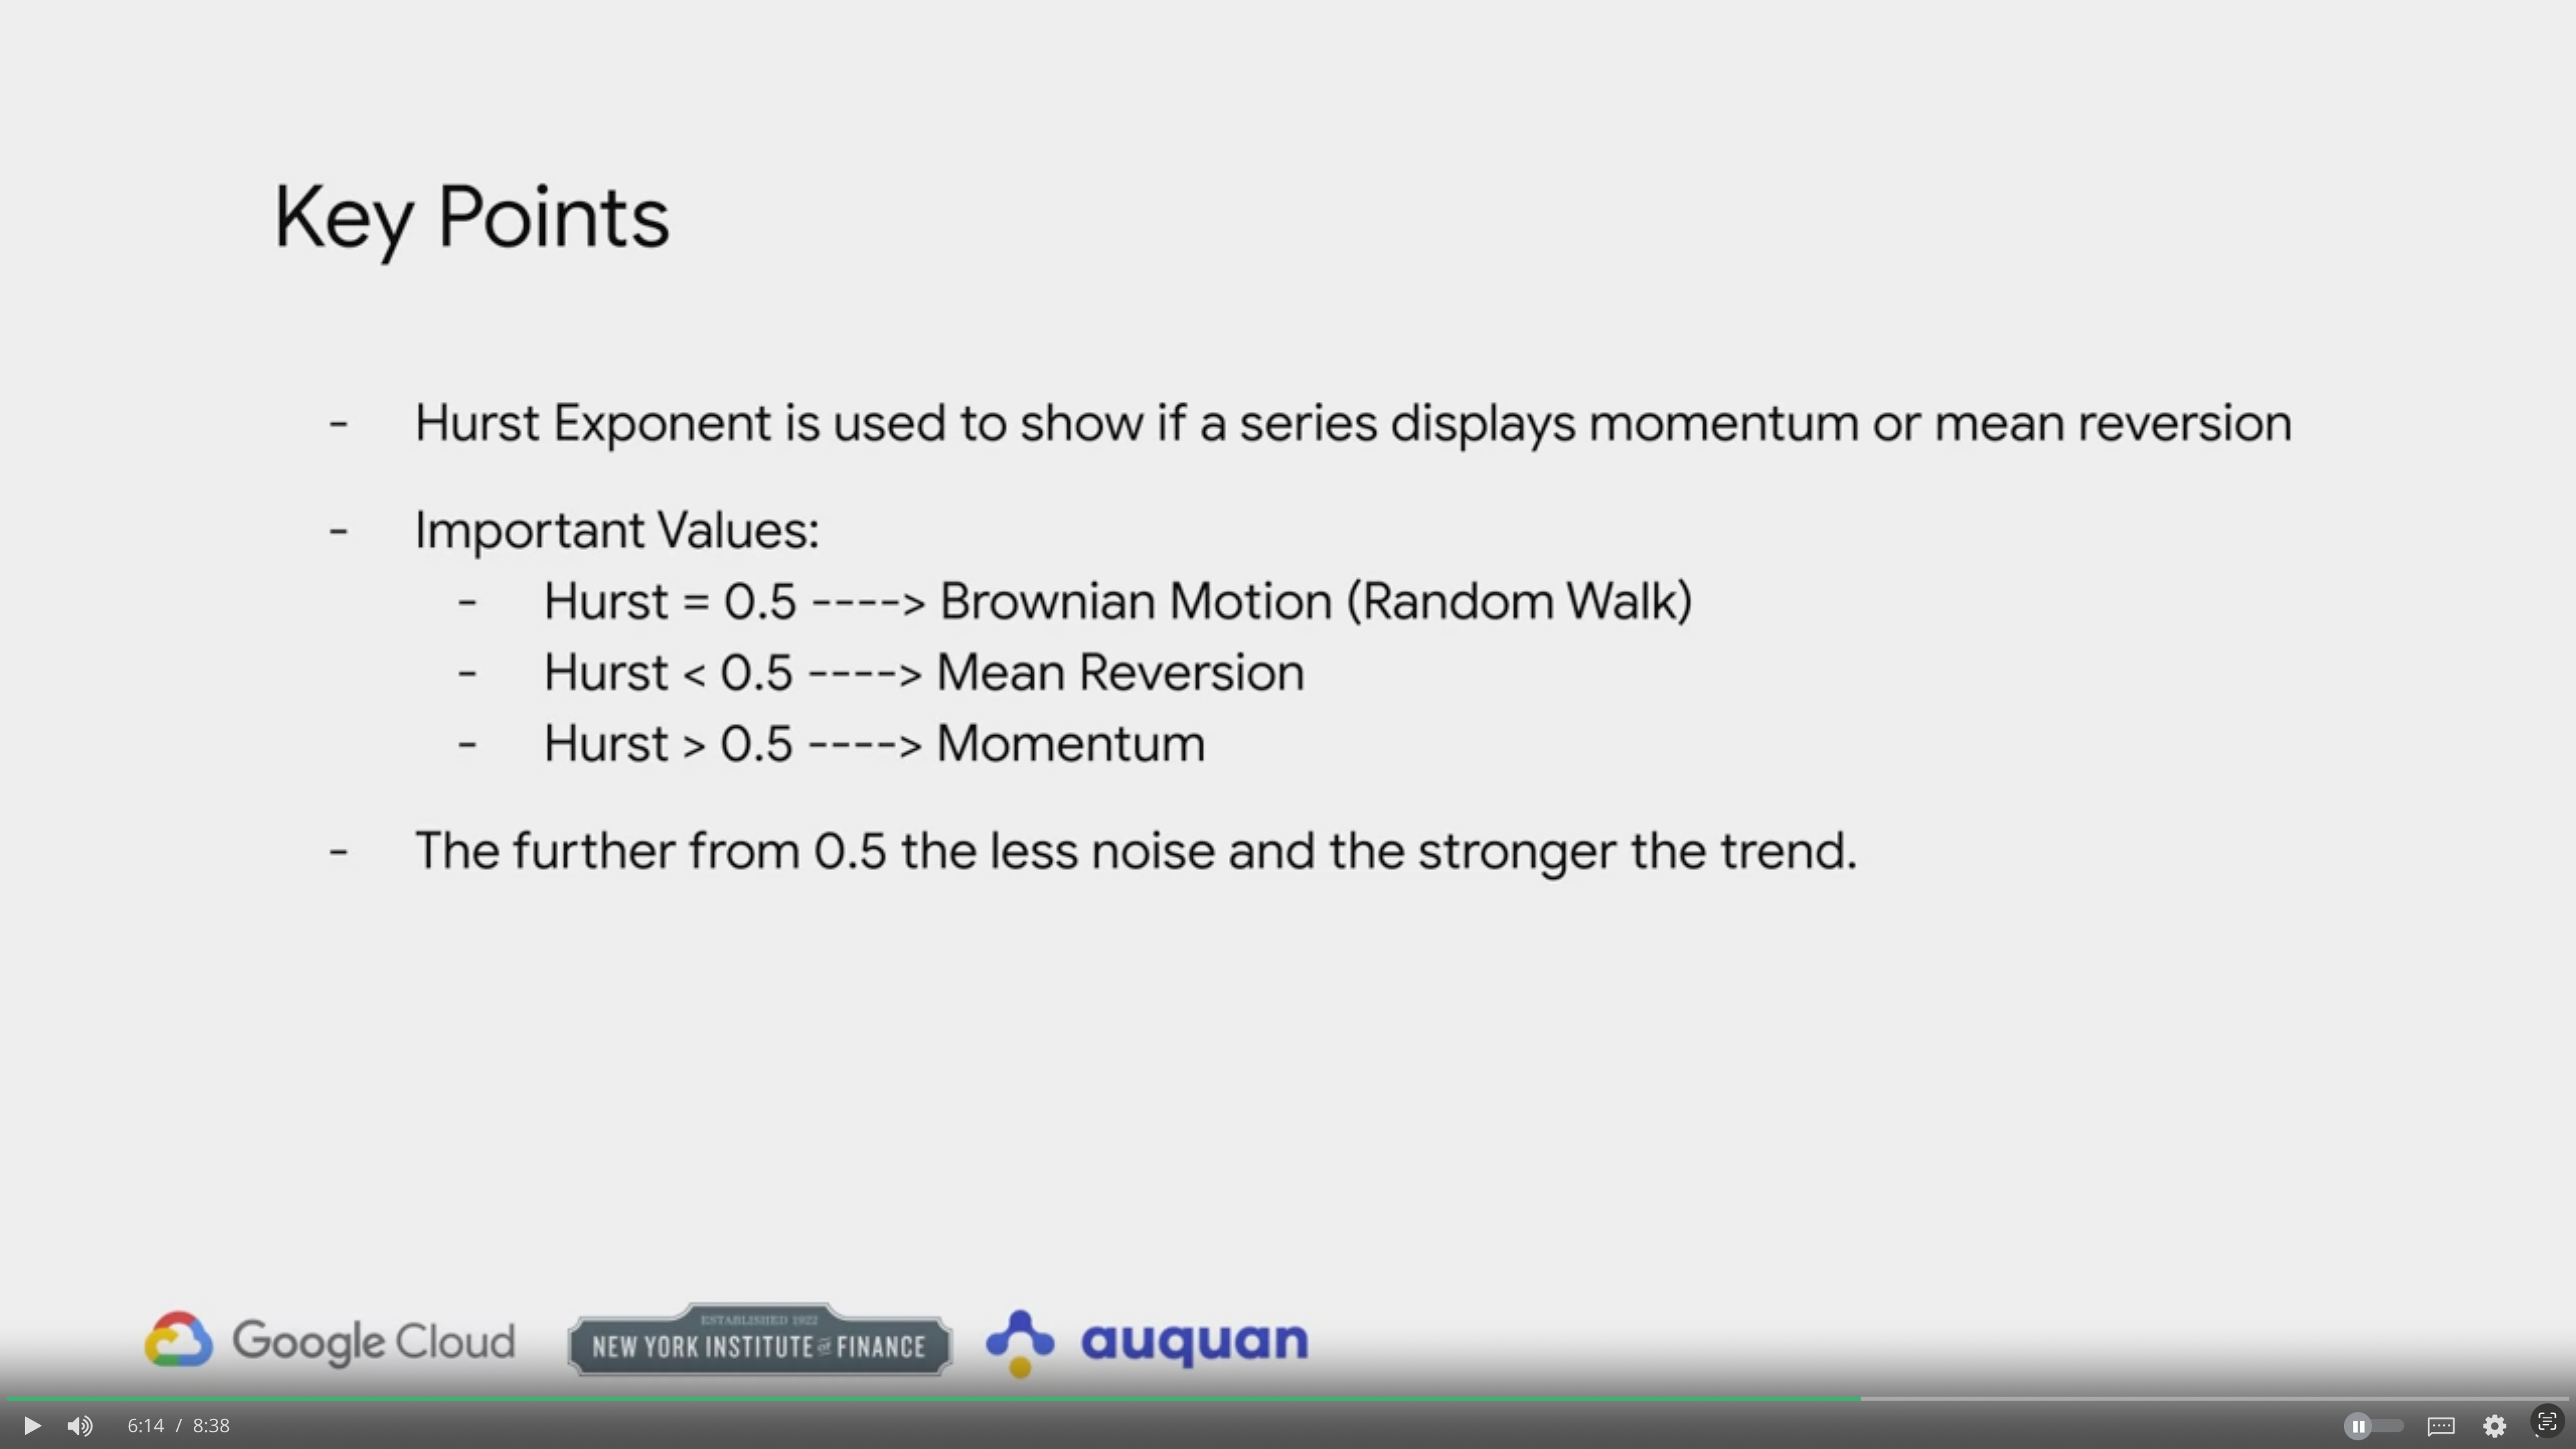 Key Points
- Hurst Exponent is used to show if a series displays momentum or mean reversion
- Important Values:
- Hurst = 0.5 ----> Brownian Motion (Random Walk)
- Hurst < 0.5 ----> Mean Reversion
- Hurst > 0.5 ----> Momentum
- The further from 0.5 the less noise and the stronger the trend.
Google Cloud
ESTABLISHED 1922
NEW YORK INSTITUTE OF FINANCE
auquan
6:14 / 8:38